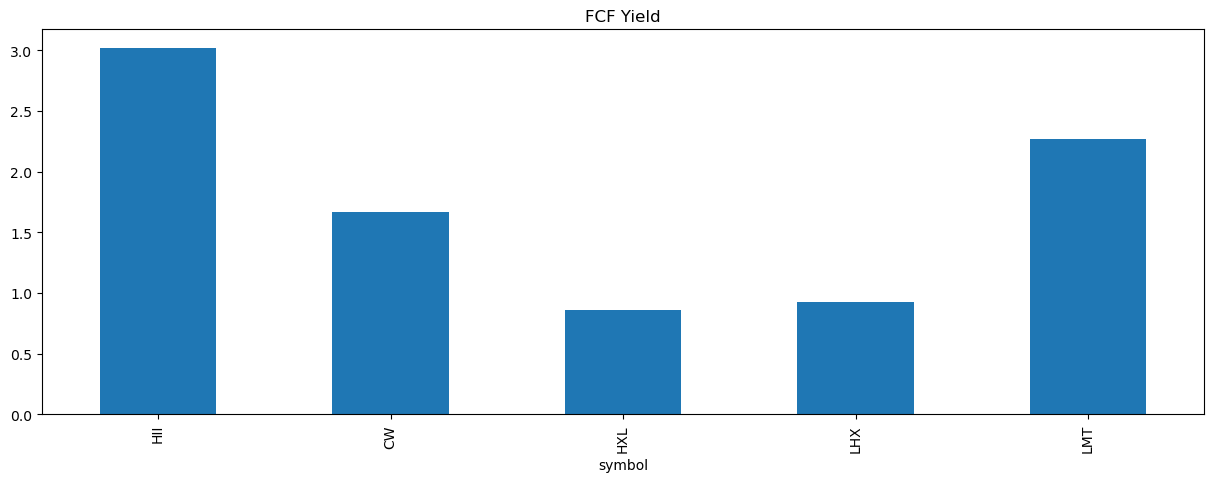 FCF Yield
3.0
2.5
2.0
1.5
1.0
0.5
0.0
HII
CW
HXL
LHX
LMT
symbol